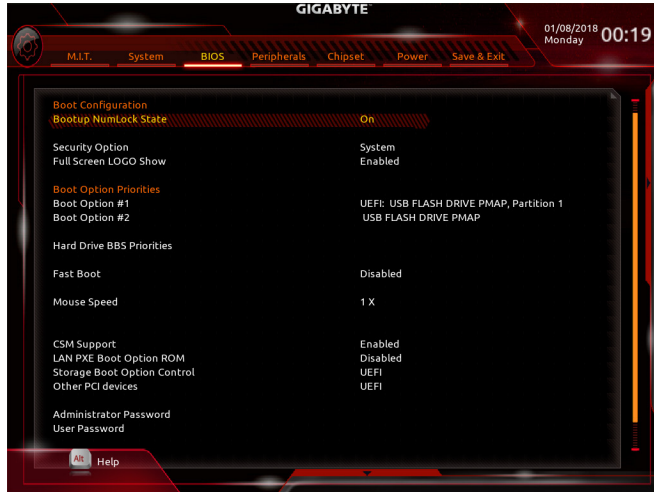 GIGABYTE™
01/08/2018 Monday 00:19
M.I.T. System BIOS Peripherals Chipset Power Save & Exit
Boot Configuration
Bootup NumLock State On
Security Option System
Full Screen LOGO Show Enabled
Boot Option Priorities
Boot Option #1 UEFI: USB FLASH DRIVE PMAP, Partition 1
Boot Option #2 USB FLASH DRIVE PMAP
Hard Drive BBS Priorities
Fast Boot Disabled
Mouse Speed 1 X
CSM Support Enabled
LAN PXE Boot Option ROM Disabled
Storage Boot Option Control UEFI
Other PCI devices UEFI
Administrator Password
User Password
Alt Help